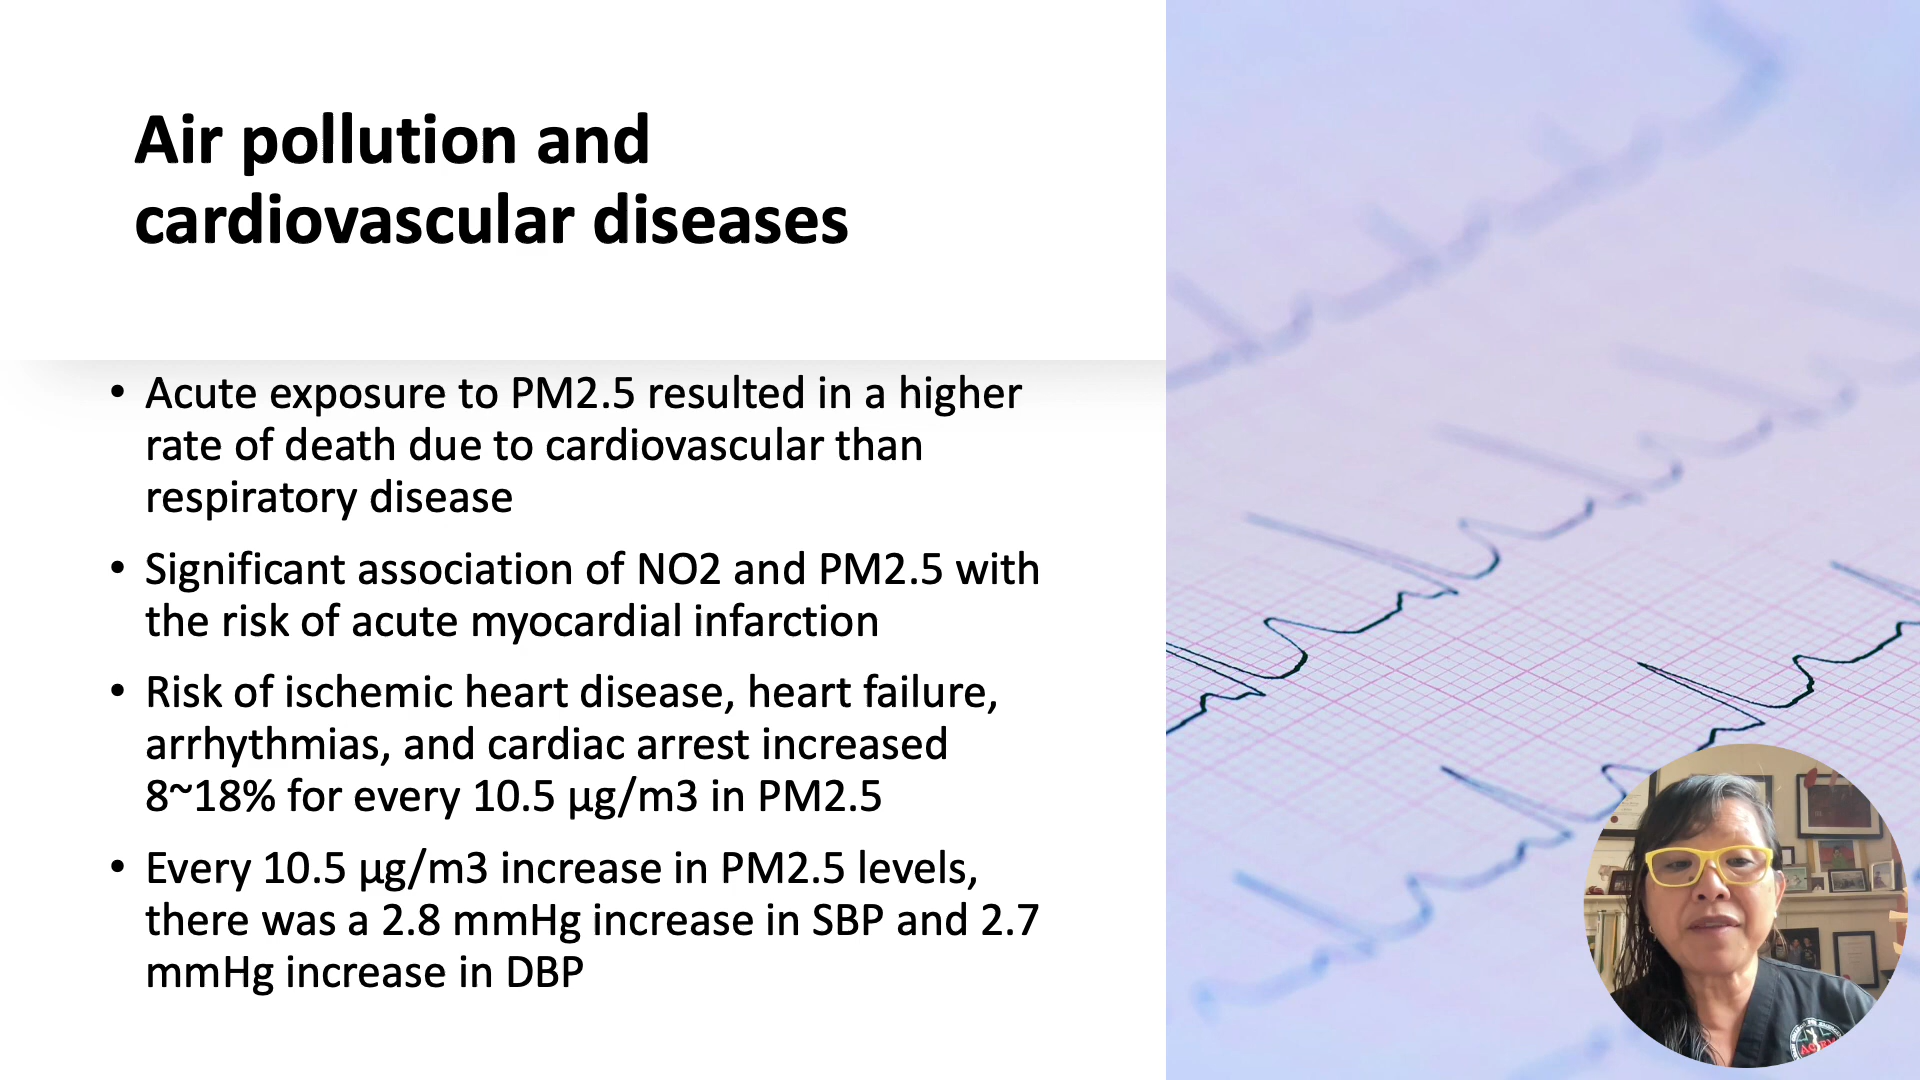 Air pollution and
cardiovascular diseases
• Acute exposure to PM2.5 resulted in a higher
rate of death due to cardiovascular than
respiratory disease
• Significant association of NO2 and PM2.5 with
the risk of acute myocardial infarction
• Risk of ischemic heart disease, heart failure,
arrhythmias, and cardiac arrest increased
8~18% for every 10.5 µg/m3 in PM2.5
• Every 10.5 µg/m3 increase in PM2.5 levels,
there was a 2.8 mmHg increase in SBP and 2.7
mmHg increase in DBP